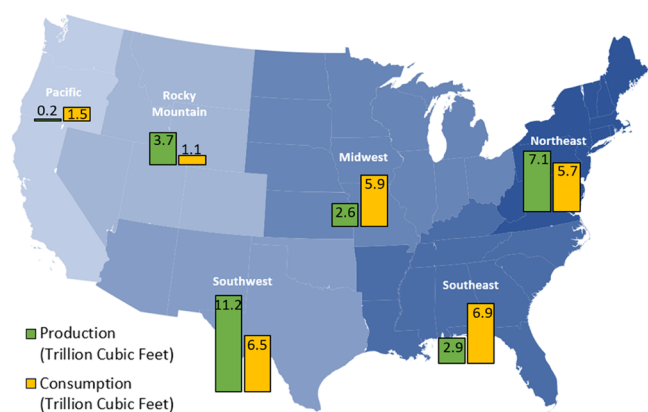 Pacific
0.2 1.5
Rocky
Mountain
3.7 1.1
Midwest
2.6 5.9
Northeast
7.1 5.7
Southwest
11.2 6.5
Southeast
2.9 6.9
Production
(Trillion Cubic Feet)
Consumption
(Trillion Cubic Feet)